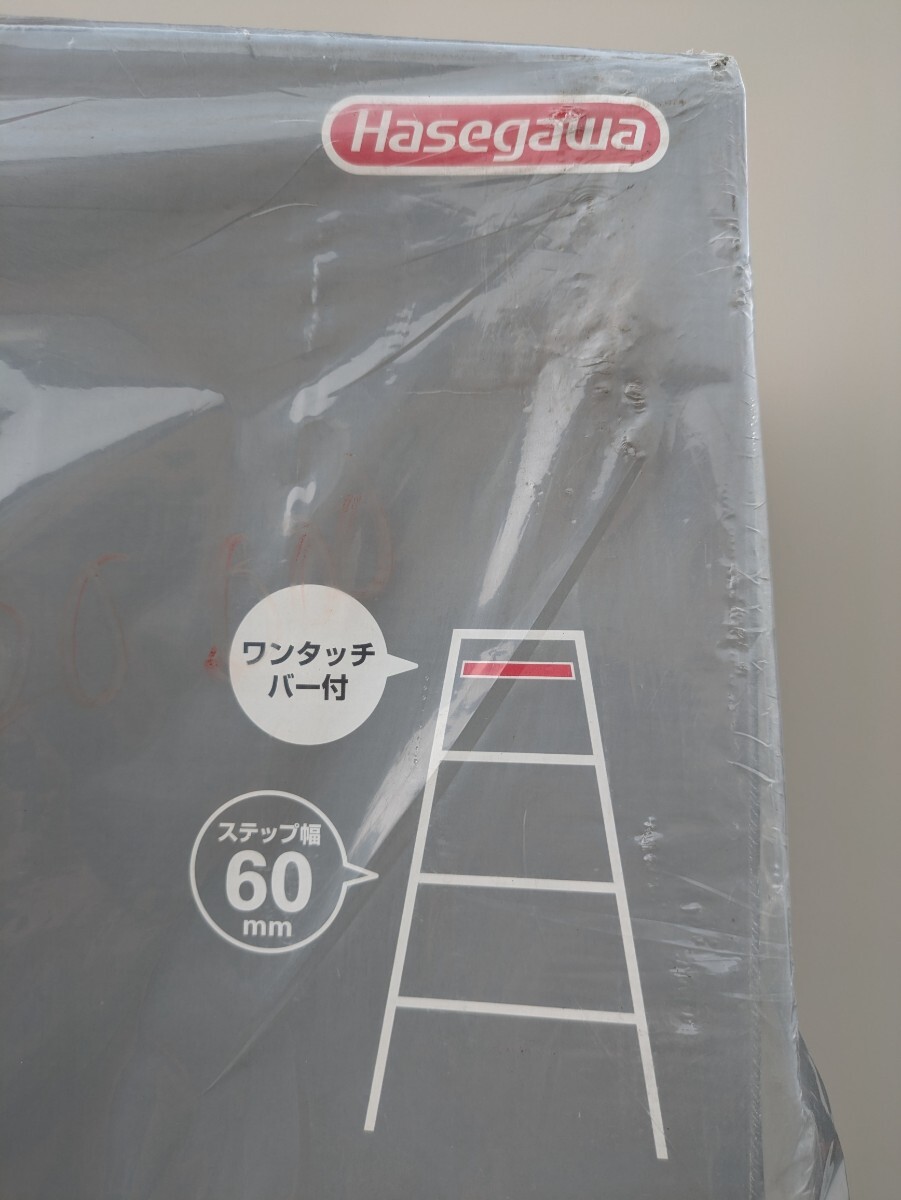 Hasegawa
ワンタッチ
バー付
ステップ幅
60
mm